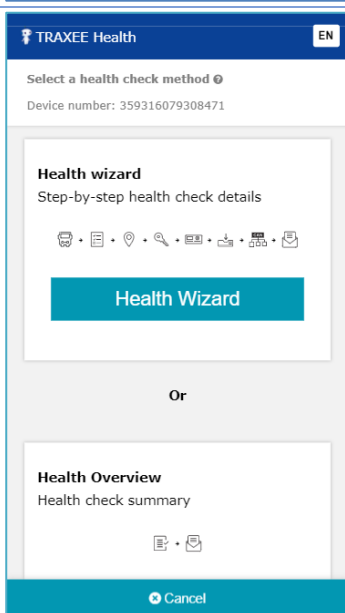 TRAXEE Health
EN
Select a health check method
Device number: 359316079308471
Health wizard
Step-by-step health check details
Health Wizard
Or
Health Overview
Health check summary
Cancel